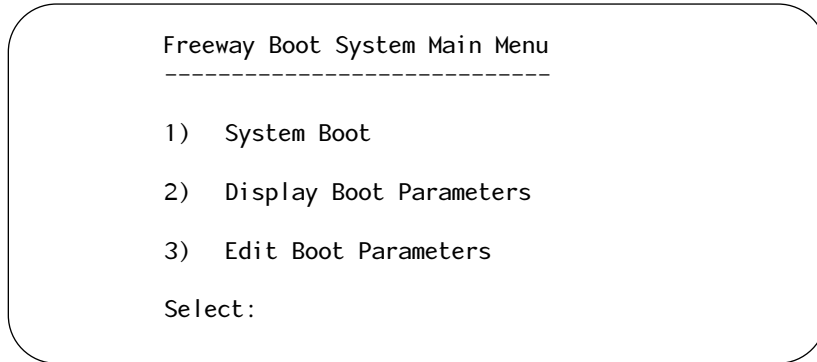 Freeway Boot System Main Menu
-----------------------------
1) System Boot
2) Display Boot Parameters
3) Edit Boot Parameters
Select: